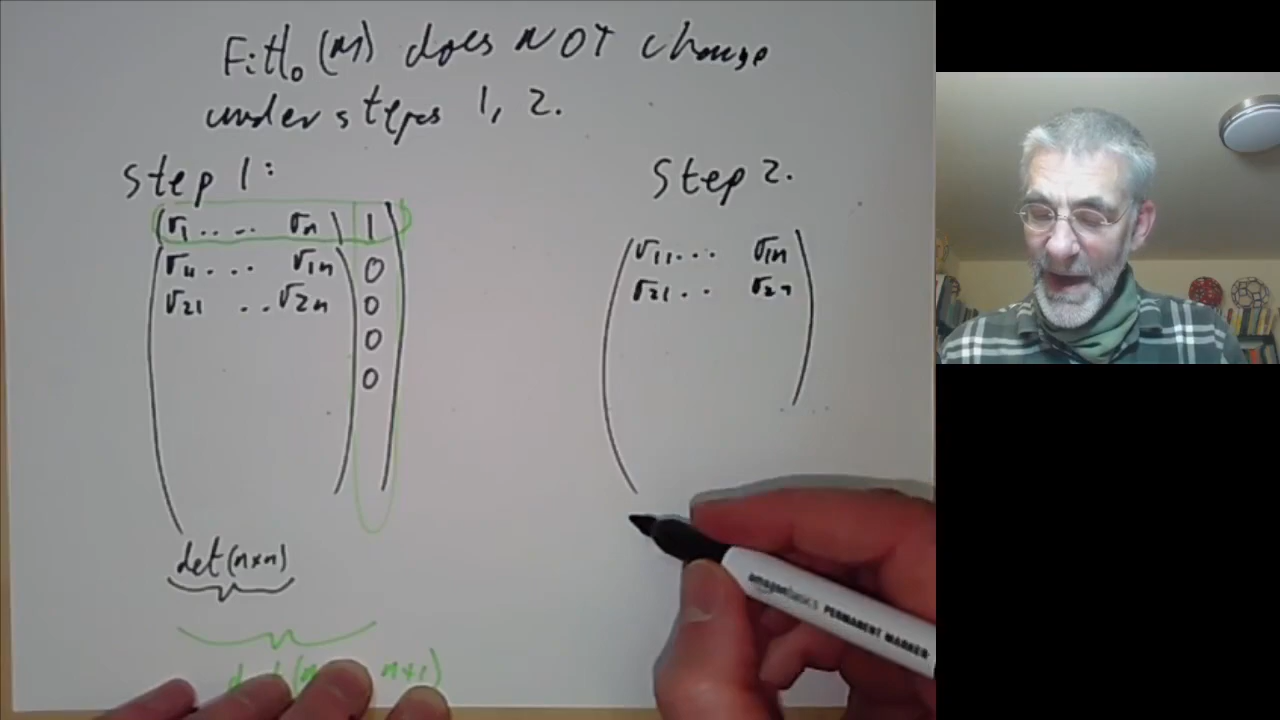 Fitt₀(M) does NOT change
under steps 1, 2.
Step 1:
(r₁ .... rₙ) 1
r₁₁ ... r₁ₙ 0
r₂₁ .. r₂ₙ 0
0
0
det(n×n)
n+1)
Step 2.
r₁₁... r₁ₙ
r₂₁.. r₂ₙ
amazonbasics PERMANENT MARKER